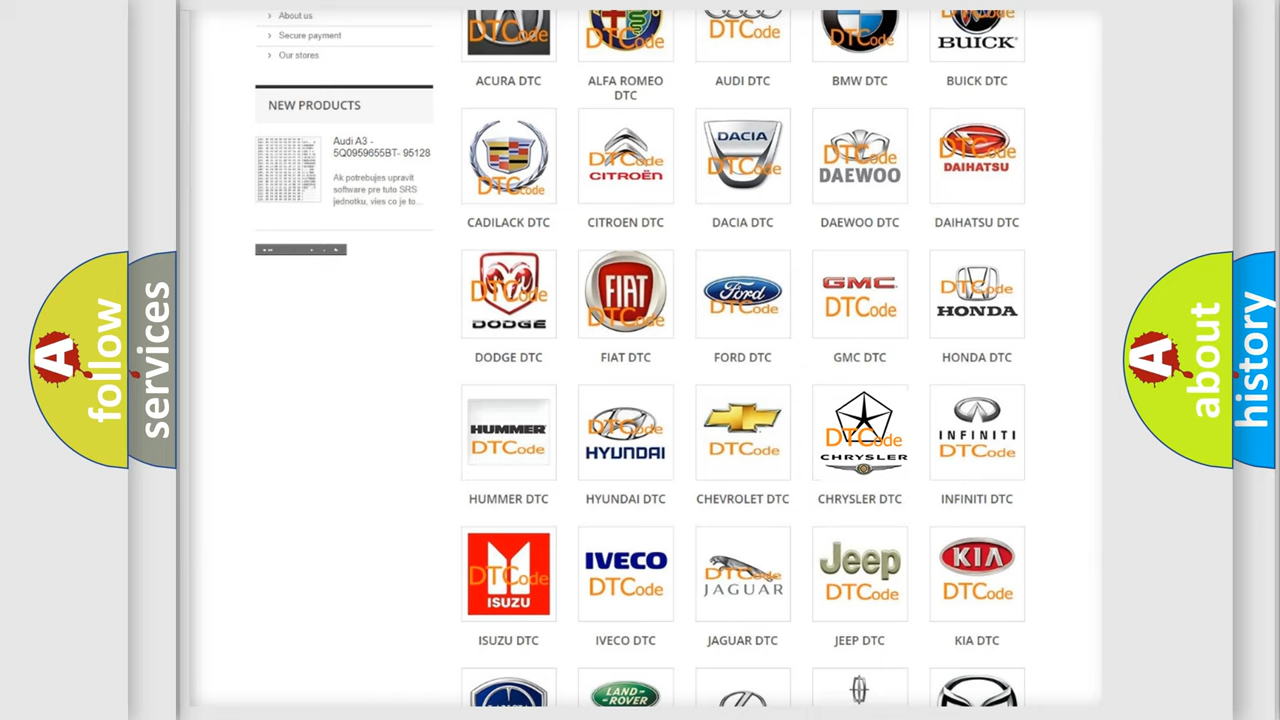 About us
Secure payment
Our stores
NEW PRODUCTS
Audi A3 -
5Q0959655BT- 95128
Ak potrebujes upravit
software pre tuto SRS
jednotku, vies co je to...
follow
services
about
history
A
A
DTCode
DTCode
DTCode
DTCode
BUICK
ACURA DTC
ALFA ROMEO
DTC
AUDI DTC
BMW DTC
BUICK DTC
DTCode
DTCode
CITROËN
DACIA
DTCode
DTCode
DAEWOO
DTCode
DAIHATSU
CADILACK DTC
CITROEN DTC
DACIA DTC
DAEWOO DTC
DAIHATSU DTC
DTCode
DODGE
FIAT
DTCode
Ford
DTCode
GMC
DTCode
DTCode
HONDA
DODGE DTC
FIAT DTC
FORD DTC
GMC DTC
HONDA DTC
HUMMER
DTCode
DTCode
HYUNDAI
DTCode
DTCode
CHRYSLER
INFINITI
DTCode
HUMMER DTC
HYUNDAI DTC
CHEVROLET DTC
CHRYSLER DTC
INFINITI DTC
DTCode
ISUZU
IVECO
DTCode
DTCode
JAGUAR
Jeep
DTCode
KIA
DTCode
ISUZU DTC
IVECO DTC
JAGUAR DTC
JEEP DTC
KIA DTC
LAND-
ROVER